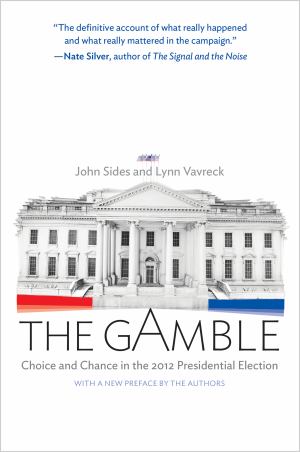 “The definitive account of what really happened
and what really mattered in the campaign.”
—Nate Silver, author of The Signal and the Noise
John Sides and Lynn Vavreck
THE GAMBLE
Choice and Chance in the 2012 Presidential Election
WITH A NEW PREFACE BY THE AUTHORS